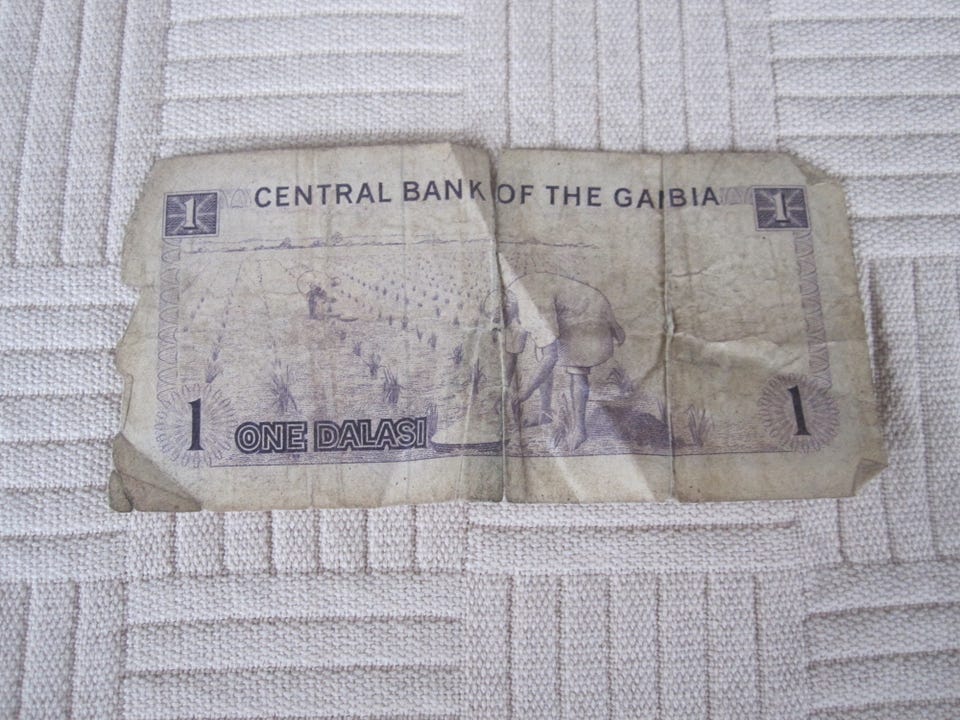 1 CENTRAL BANK OF THE GAMBIA 1
1 ONE DALASI 1